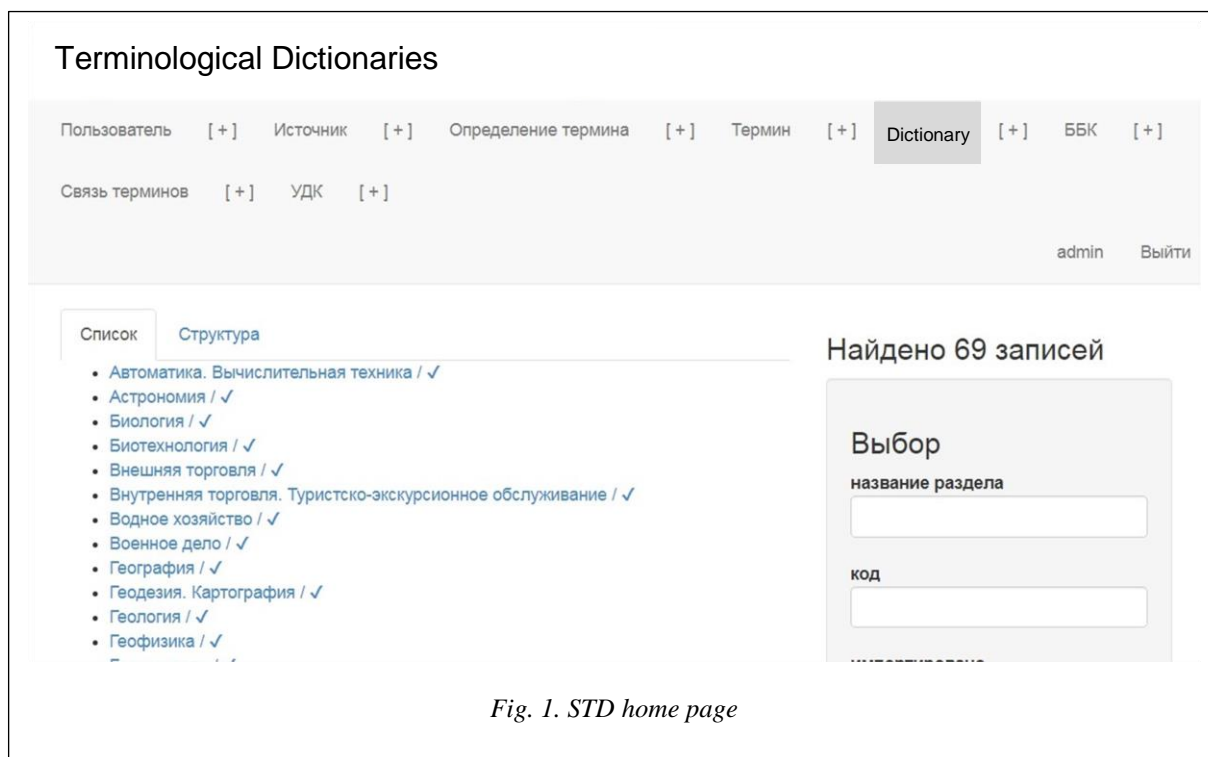 Terminological Dictionaries
Пользователь [ + ] Источник [ + ] Определение термина [ + ] Термин [ + ] Dictionary [ + ] ББК [ + ]
Связь терминов [ + ] УДК [ + ]
admin Выйти
Список Структура
• Автоматика. Вычислительная техника / ✓
• Астрономия / ✓
• Биология / ✓
• Биотехнология / ✓
• Внешняя торговля / ✓
• Внутренняя торговля. Туристско-экскурсионное обслуживание / ✓
• Водное хозяйство / ✓
• Военное дело / ✓
• География / ✓
• Геодезия. Картография / ✓
• Геология / ✓
• Геофизика / ✓
Найдено 69 записей
Выбор
название раздела
код
Fig. 1. STD home page